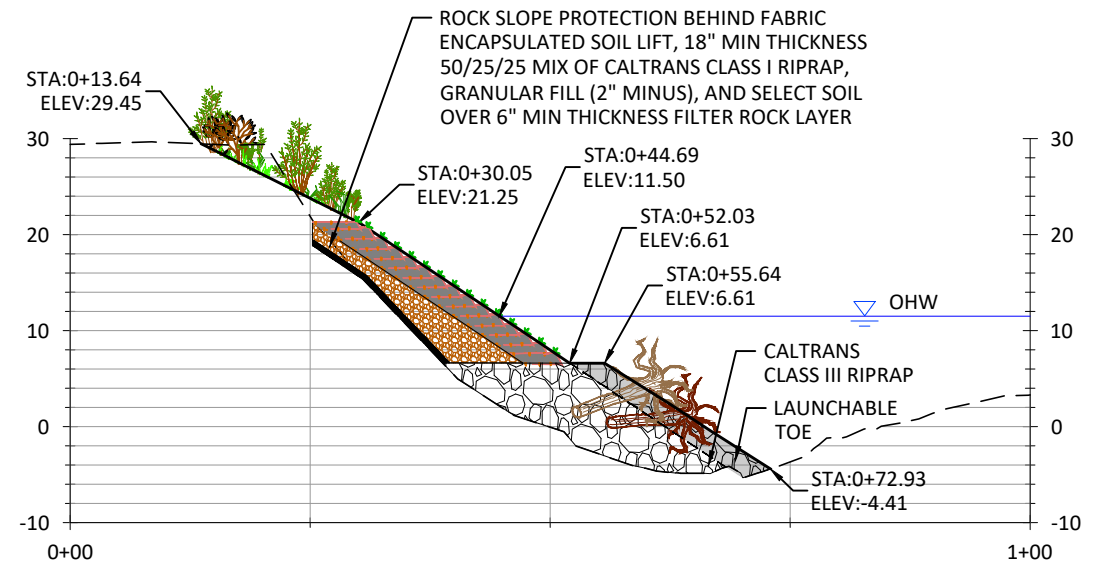 ROCK SLOPE PROTECTION BEHIND FABRIC
ENCAPSULATED SOIL LIFT, 18" MIN THICKNESS
50/25/25 MIX OF CALTRANS CLASS I RIPRAP,
GRANULAR FILL (2" MINUS), AND SELECT SOIL
OVER 6" MIN THICKNESS FILTER ROCK LAYER
STA:0+13.64
ELEV:29.45
STA:0+44.69
ELEV:11.50
STA:0+30.05
ELEV:21.25
STA:0+52.03
ELEV:6.61
STA:0+55.64
ELEV:6.61
OHW
CALTRANS
CLASS III RIPRAP
LAUNCHABLE
TOE
STA:0+72.93
ELEV:-4.41
30
20
10
0
-10
30
20
10
0
-10
0+00
1+00